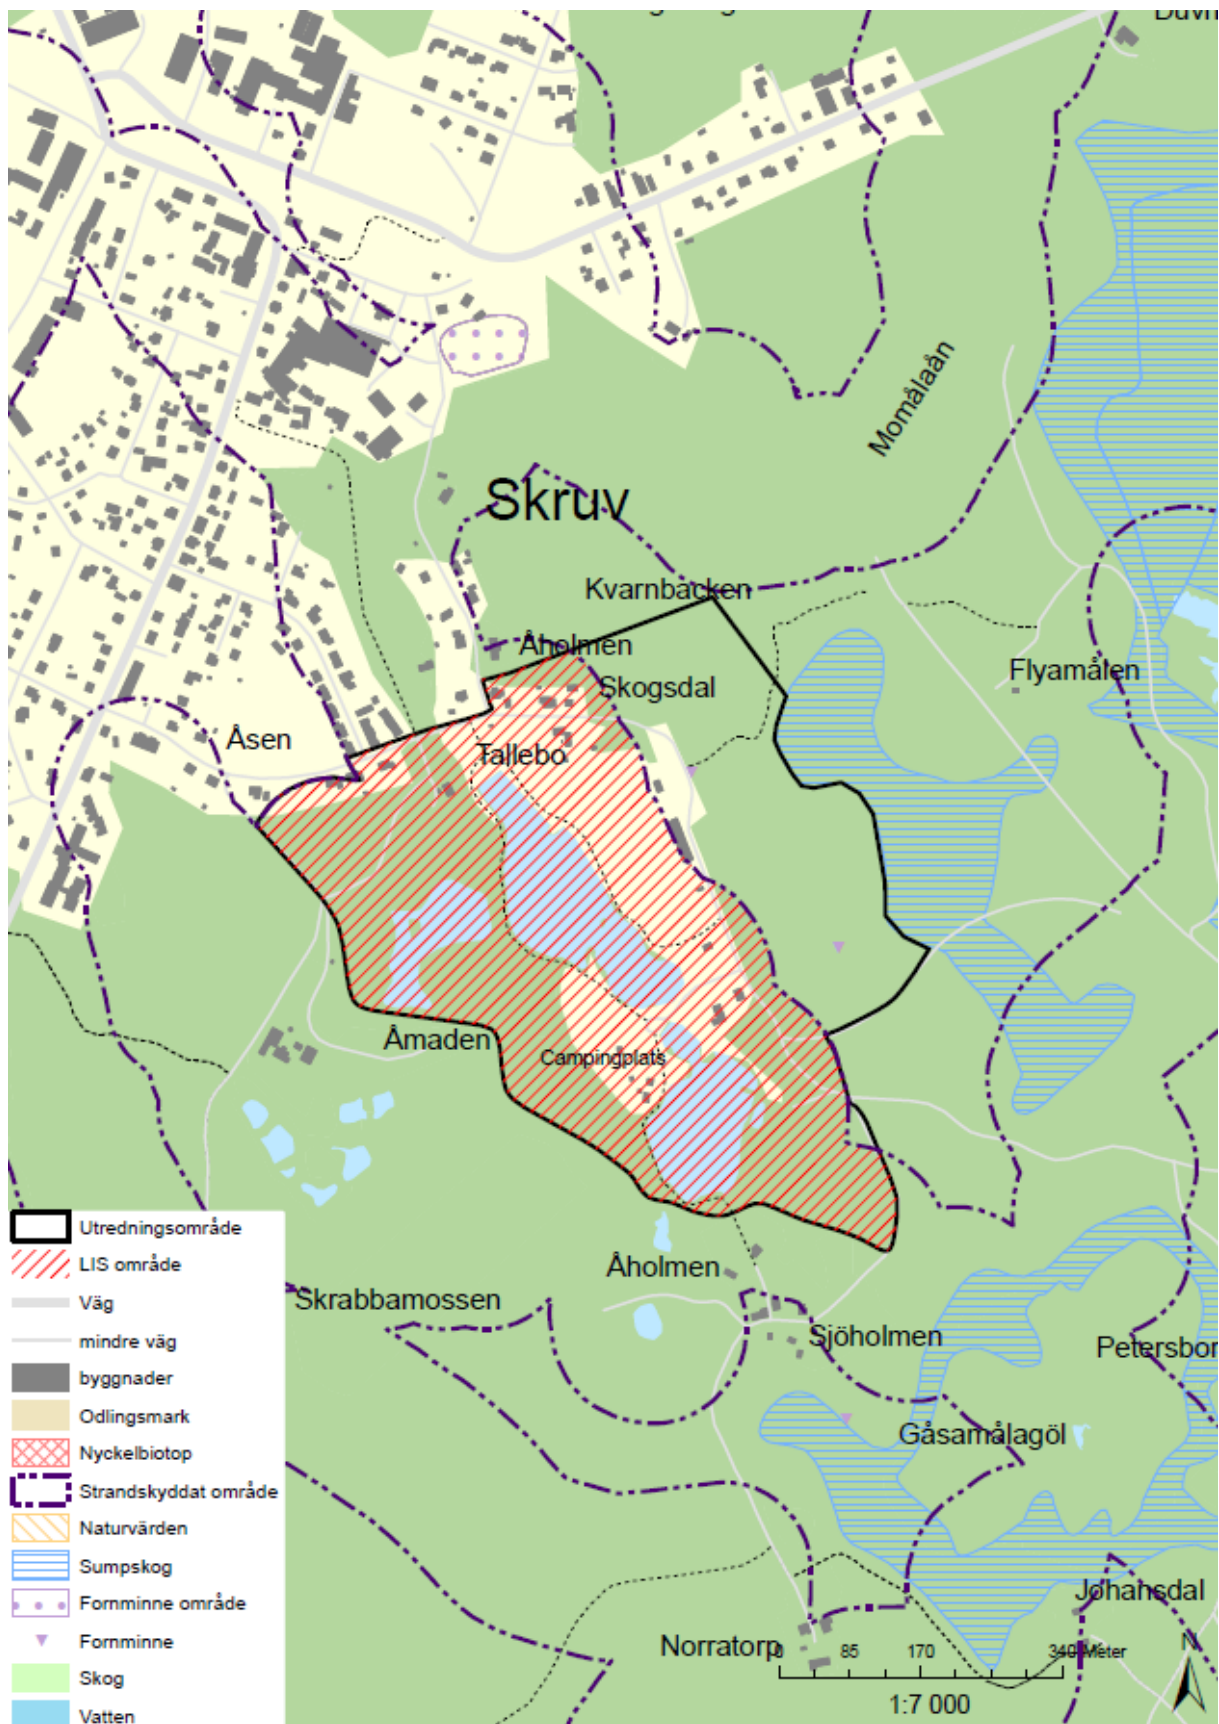 Skruv
Momålaån
Kvarnbacken
Åholmen
Skogsdal
Flyamålen
Åsen
Tallebo
Åmaden
Campingplats
Åholmen
Skrabbamossen
Sjöholmen
Petersbor
Gåsamålagöl
Johansdal
Norratorp
0 85 170 340 Meter
1:7 000
N
Utredningsområde
LIS område
Väg
mindre väg
byggnader
Odlingsmark
Nyckelbiotop
Strandskyddat område
Naturvärden
Sumpskog
Fornminne område
Fornminne
Skog
Vatten